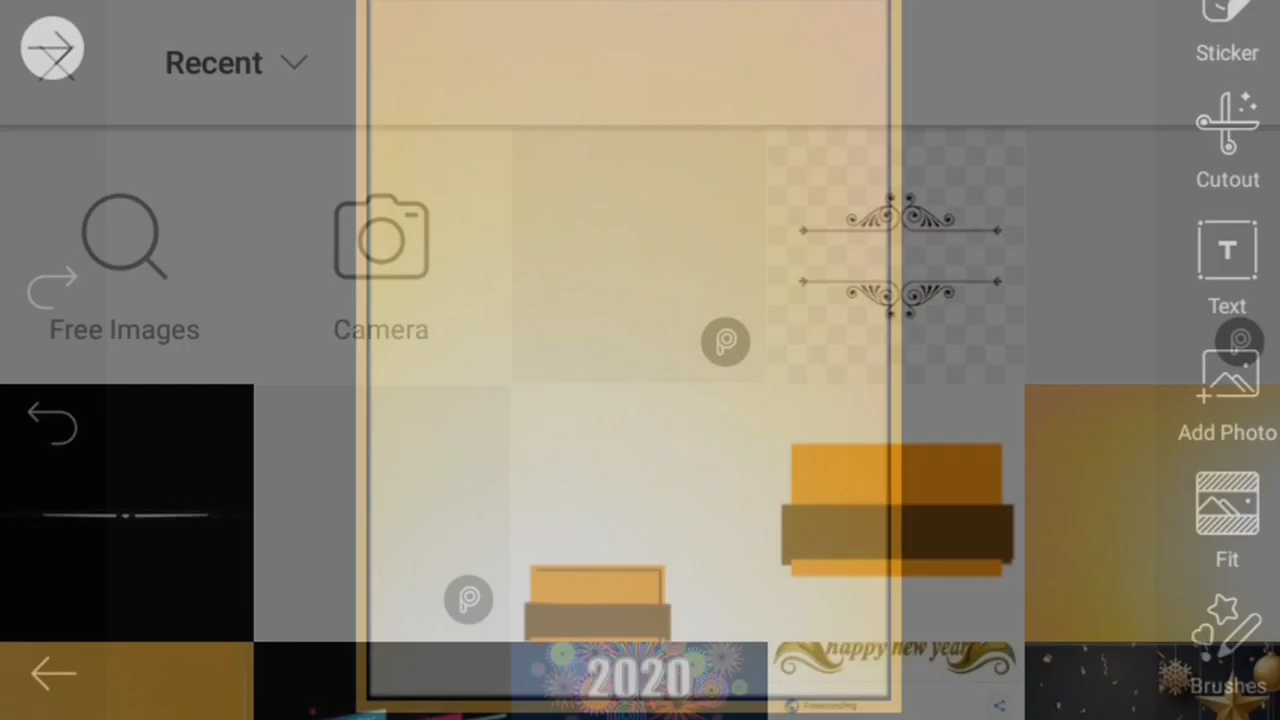 Recent
Sticker
Cutout
Free Images
Camera
T
Text
Add Photo
Fit
2020
happy new year
Brushes